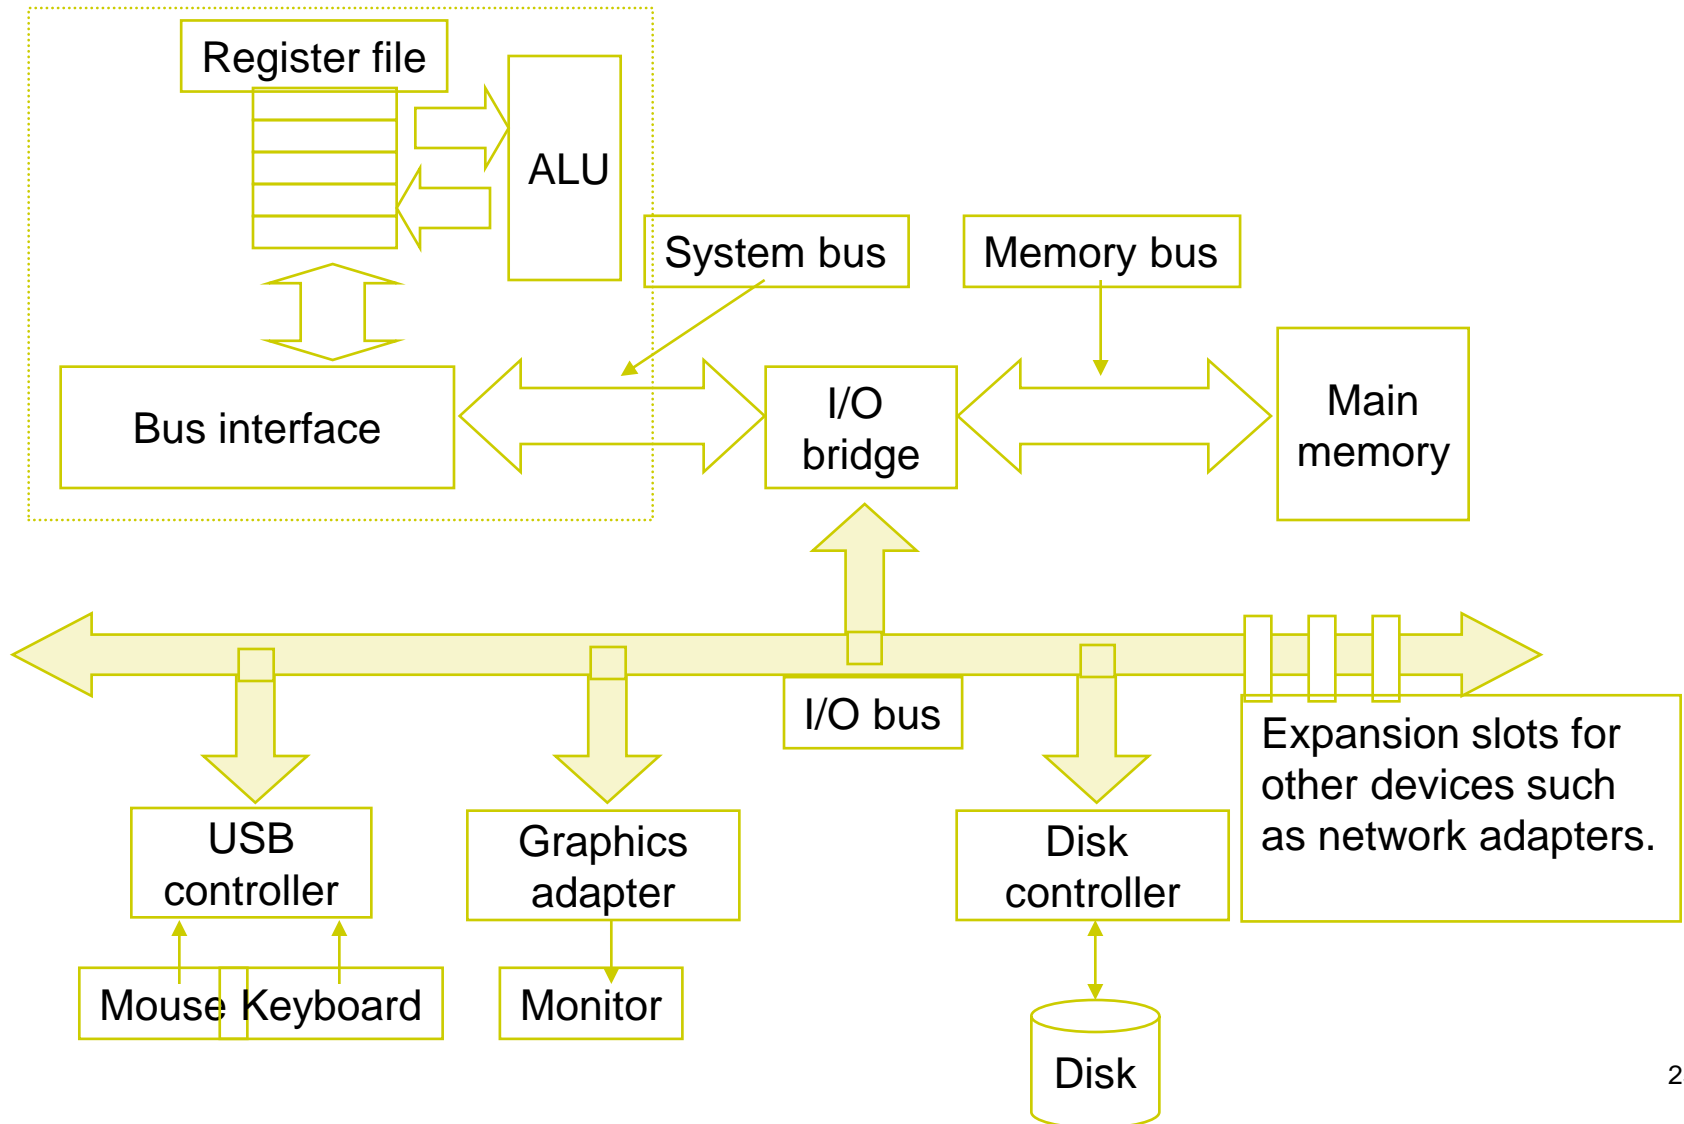 Register file
ALU
System bus
Memory bus
Bus interface
I/O
bridge
Main
memory
I/O bus
Expansion slots for
other devices such
as network adapters.
USB
controller
Graphics
adapter
Disk
controller
Mouse
Keyboard
Monitor
Disk
2